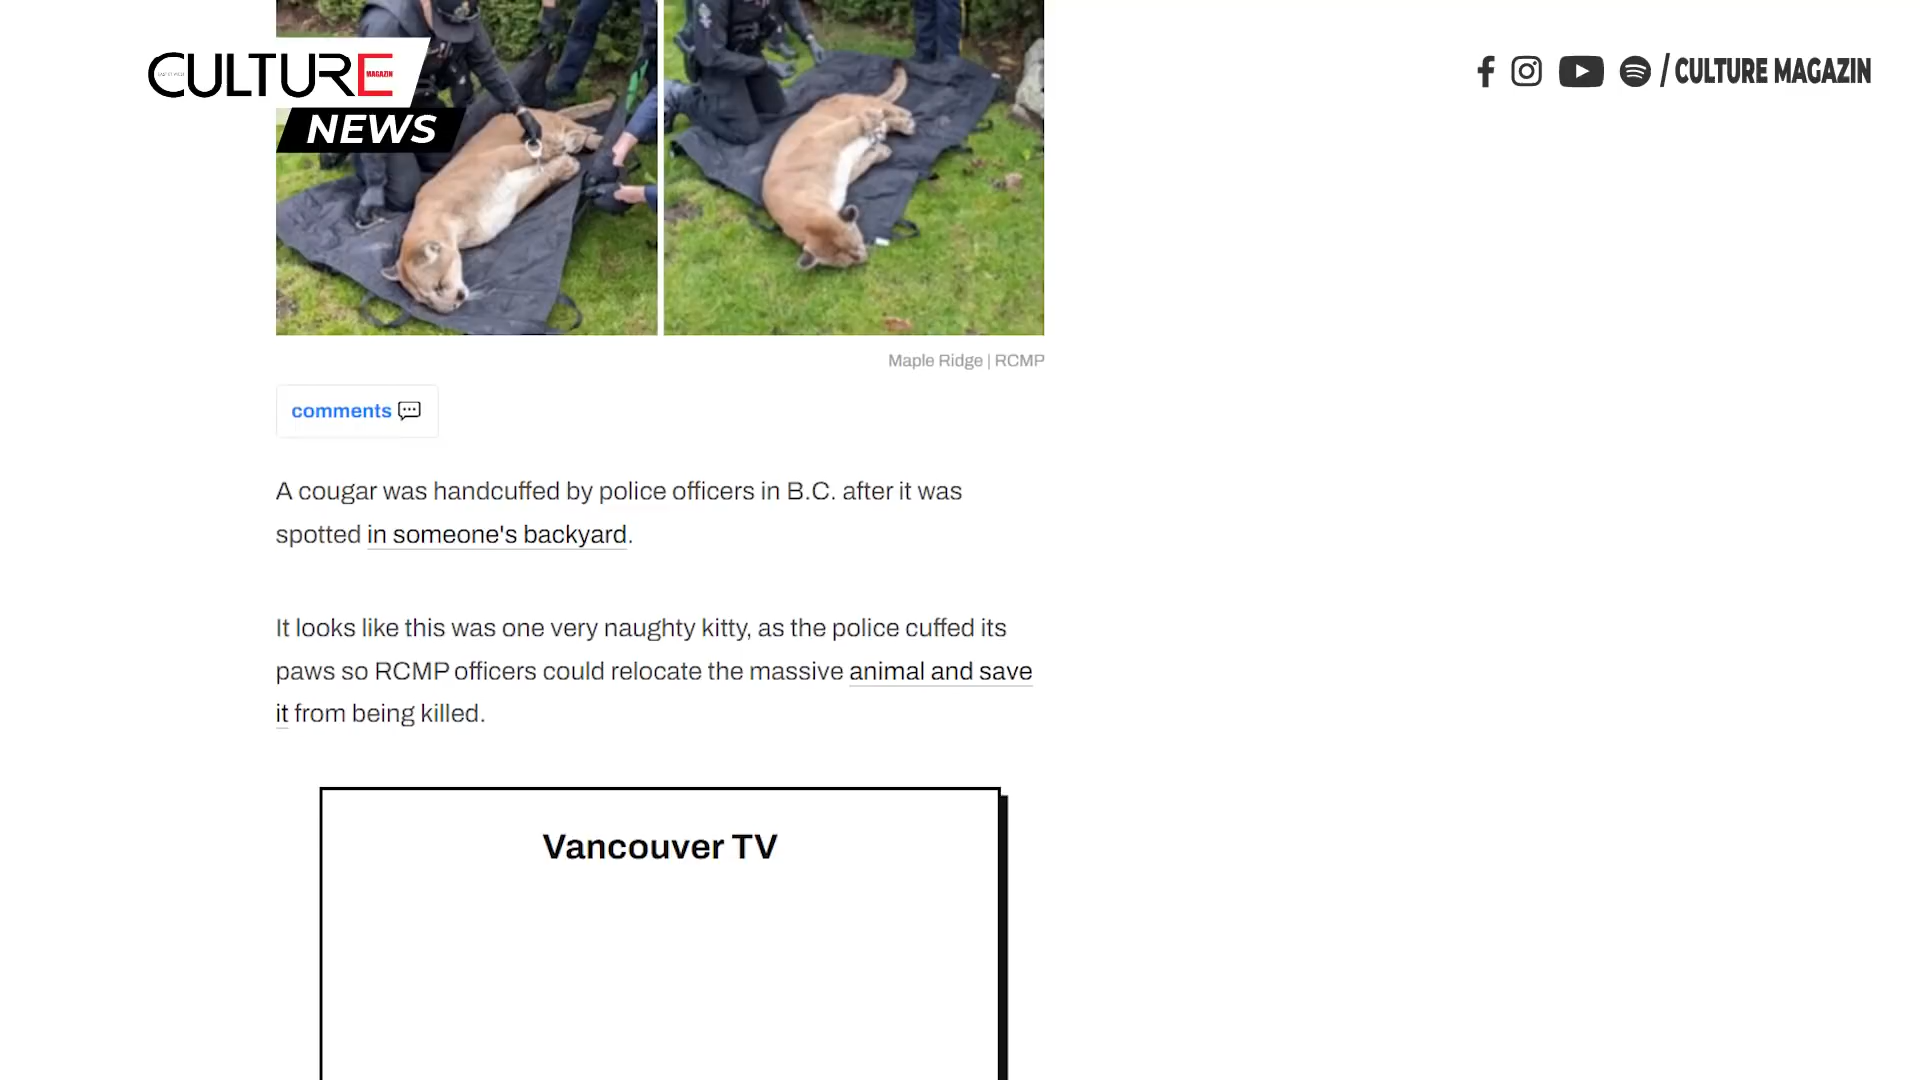 CULTURE
MAGAZIN
NEWS
/ CULTURE MAGAZIN
Maple Ridge | RCMP
comments
A cougar was handcuffed by police officers in B.C. after it was
spotted in someone's backyard.
It looks like this was one very naughty kitty, as the police cuffed its
paws so RCMP officers could relocate the massive animal and save
it from being killed.
Vancouver TV